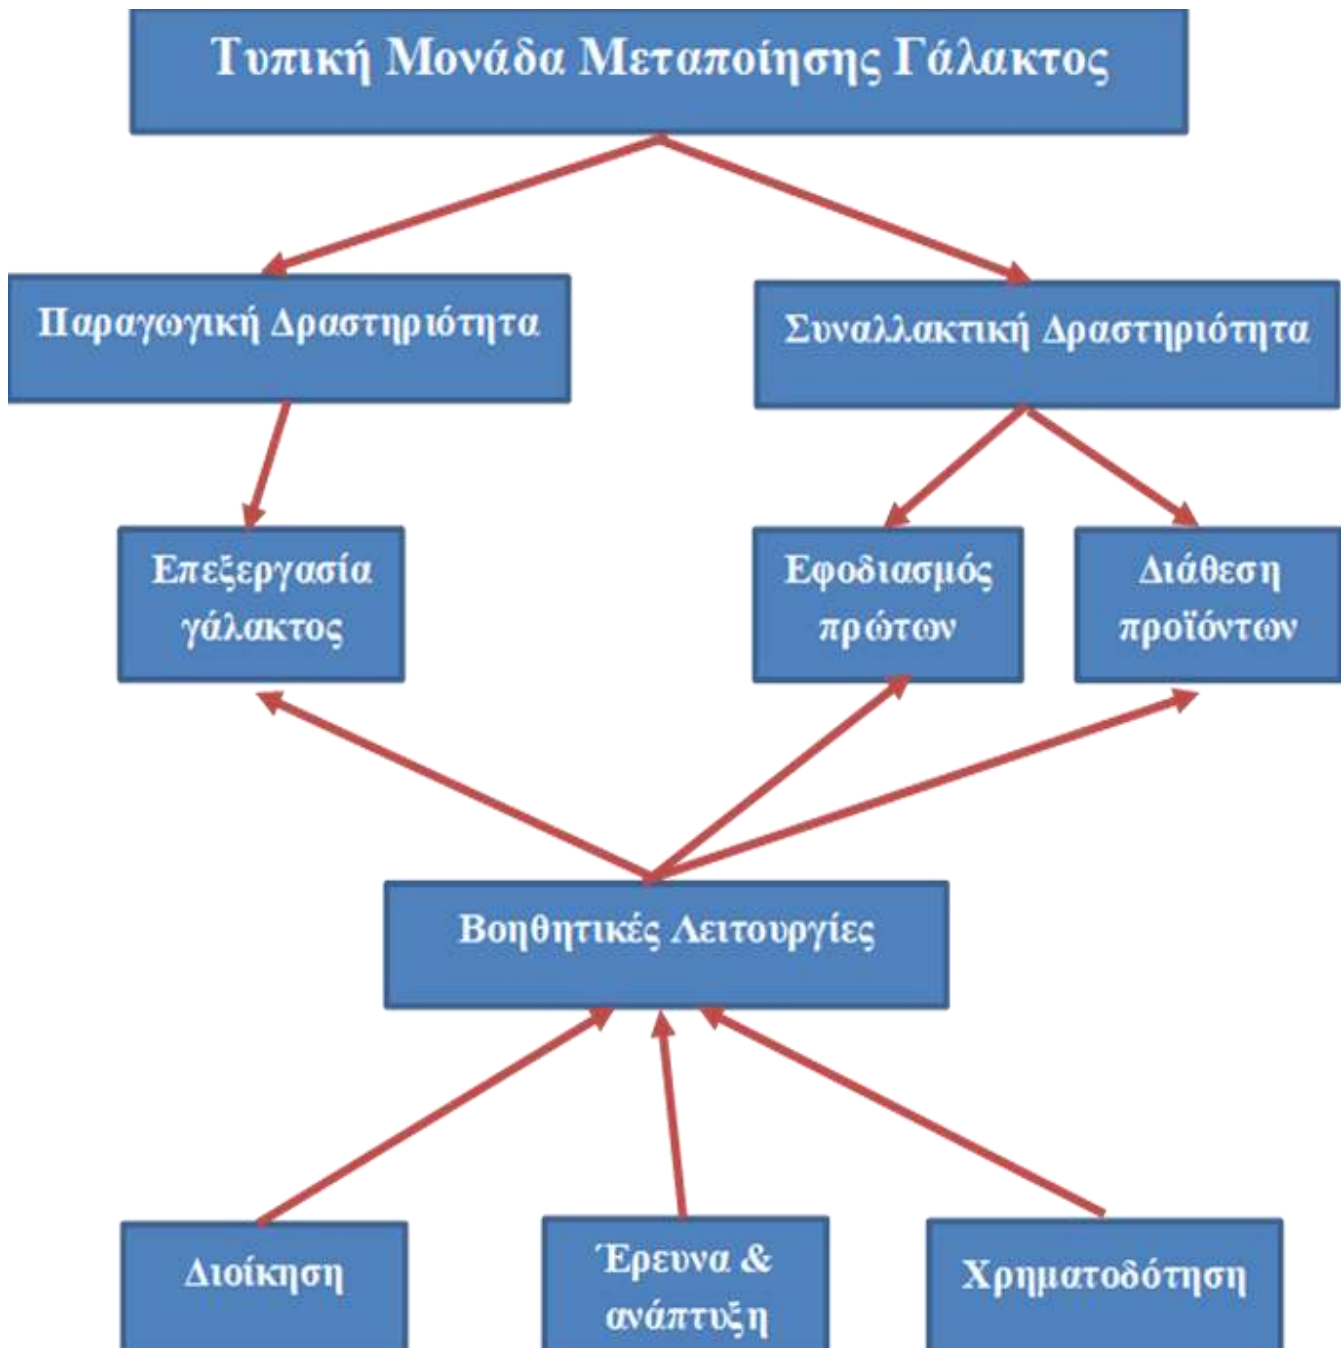 Τυπική Μονάδα Μεταποίησης Γάλακτος
Παραγωγική Δραστηριότητα
Συναλλακτική Δραστηριότητα
Επεξεργασία
γάλακτος
Εφοδιασμός
πρώτων
Διάθεση
προϊόντων
Βοηθητικές Λειτουργίες
Διοίκηση
Έρευνα &
ανάπτυξη
Χρηματοδότηση